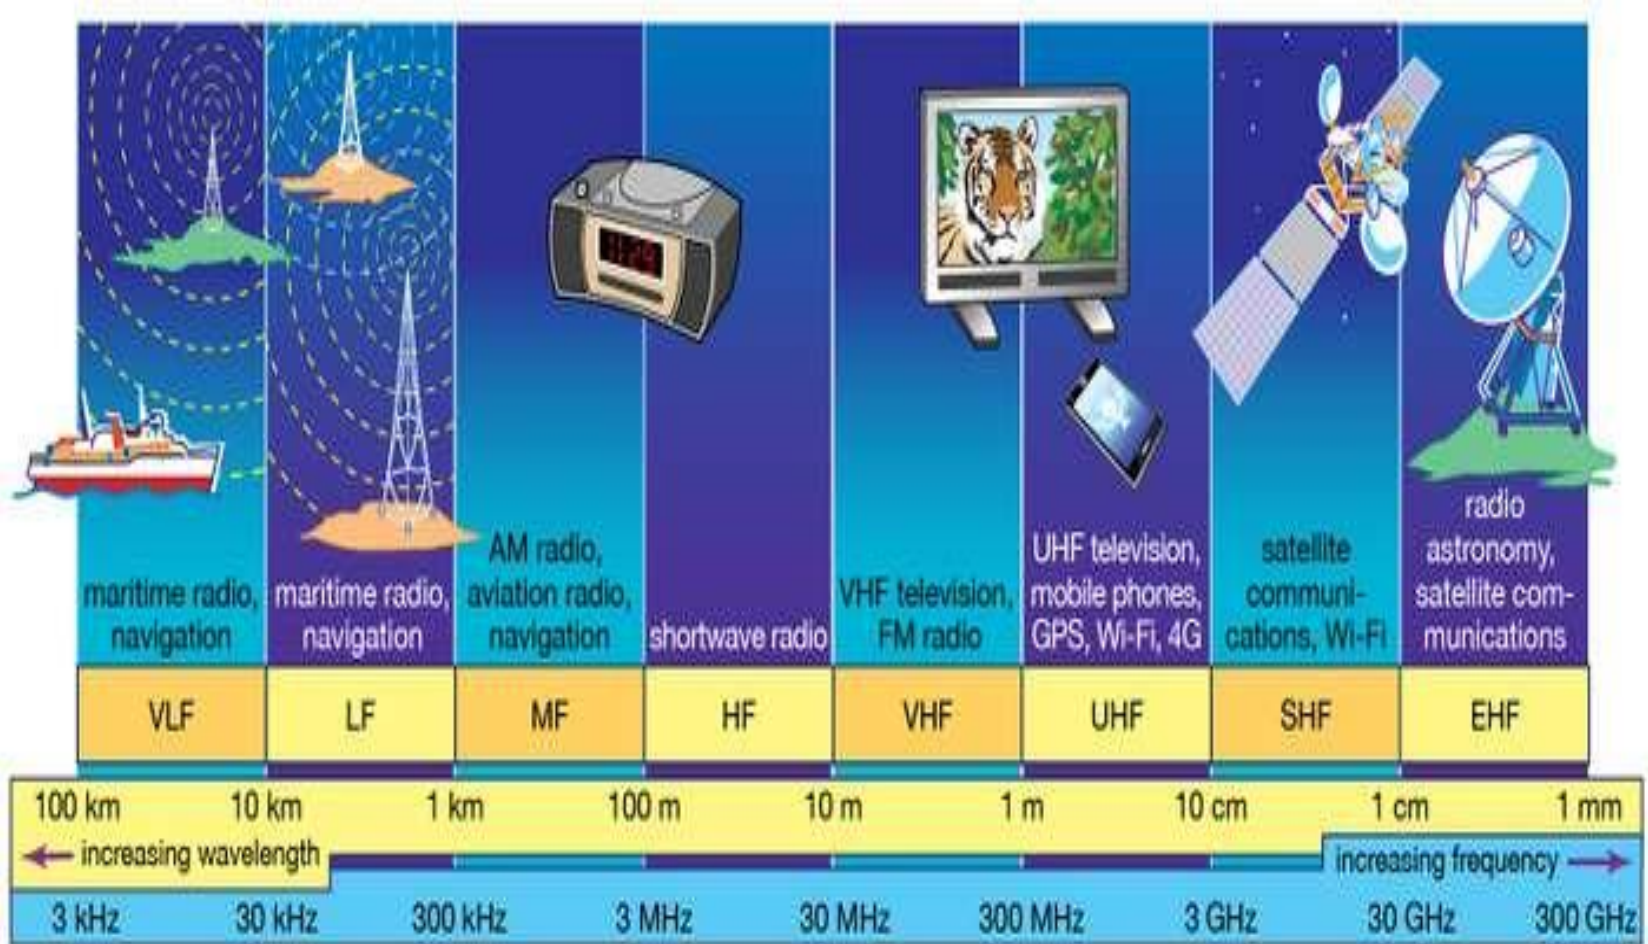 maritime radio,
navigation
maritime radio,
navigation
AM radio,
aviation radio,
navigation
shortwave radio
VHF television,
FM radio
UHF television,
mobile phones,
GPS, Wi-Fi, 4G
satellite
communi-
cations, Wi-Fi
radio
astronomy,
satellite com-
munications
VLF LF MF HF VHF UHF SHF EHF
100 km 10 km 1 km 100 m 10 m 1 m 10 cm 1 cm 1 mm
increasing wavelength increasing frequency
3 kHz 30 kHz 300 kHz 3 MHz 30 MHz 300 MHz 3 GHz 30 GHz 300 GHz